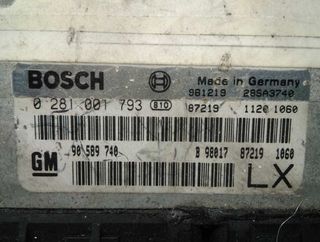 BOSCH
Made in Germany
981219 28SA3740
0 281 001 793 810
87219 1120 1060
GM
90 589 740
B 98017 87219 1060
LX